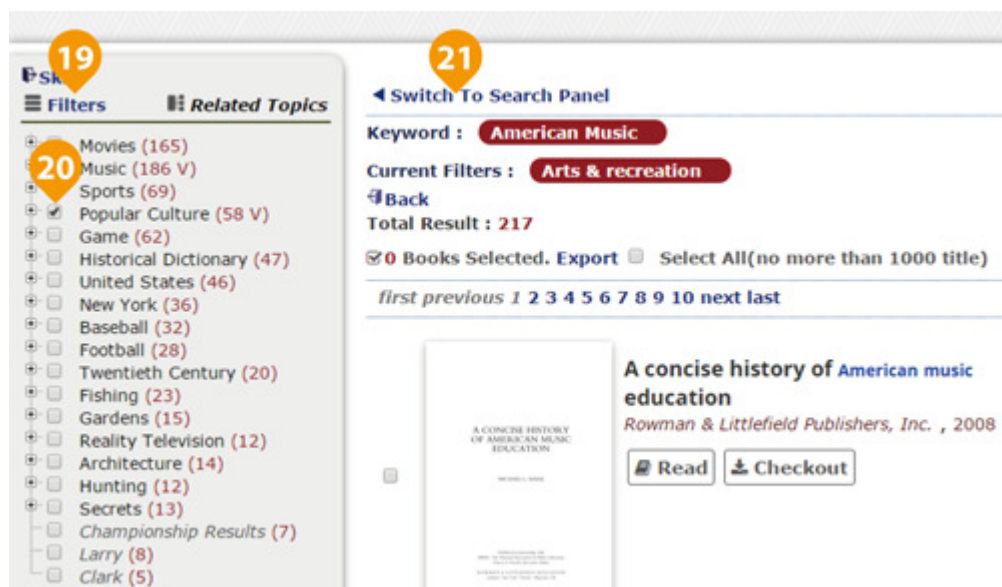 19
21
Filters
Related Topics
20
Movies (165)
Music (186 V)
Sports (69)
Popular Culture (58 V)
Game (62)
Historical Dictionary (47)
United States (46)
New York (36)
Baseball (32)
Football (28)
Twentieth Century (20)
Fishing (23)
Gardens (15)
Reality Television (12)
Architecture (14)
Hunting (12)
Secrets (13)
Championship Results (7)
Larry (8)
Clark (5)
Switch To Search Panel
Keyword : American Music
Current Filters : Arts & recreation
Back
Total Result : 217
0 Books Selected. Export Select All(no more than 1000 title)
first previous 1 2 3 4 5 6 7 8 9 10 next last
A CONCISE HISTORY
OF AMERICAN MUSIC
EDUCATION
A concise history of American music
education
Rowman & Littlefield Publishers, Inc. , 2008
Read Checkout